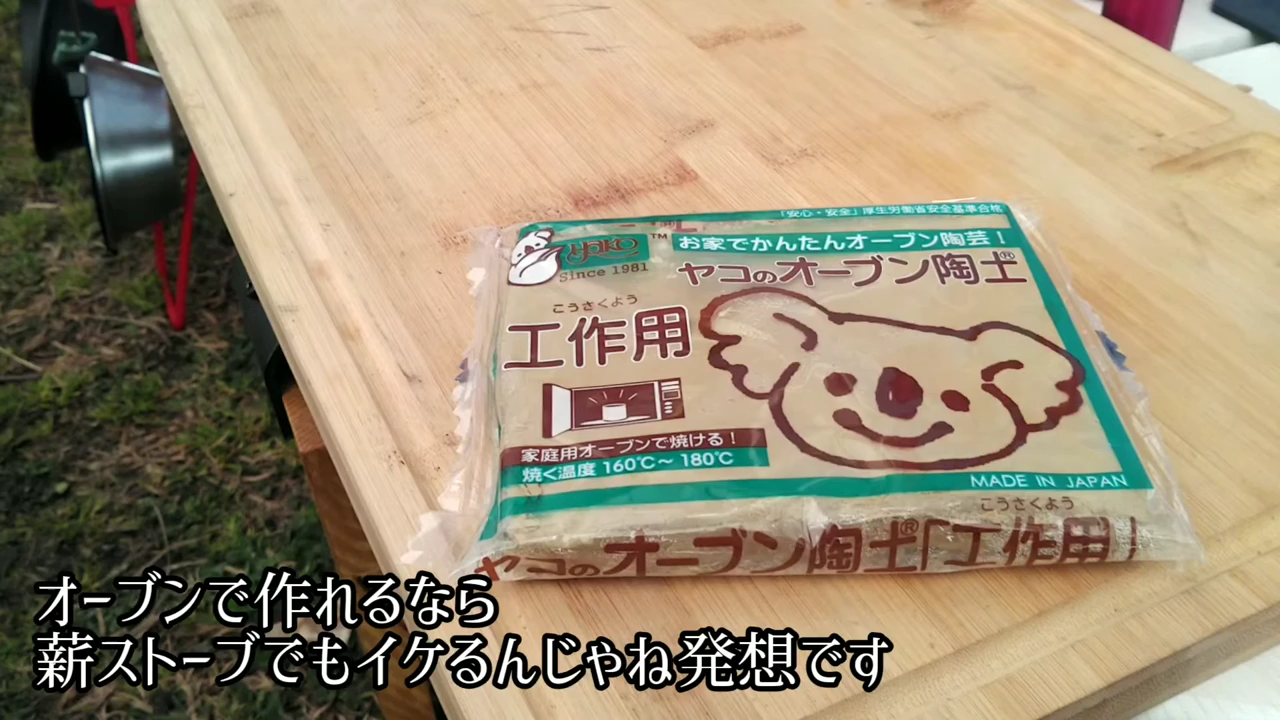 「安心・安全」厚生労働省安全基準合格
YAKO™
Since 1981
お家でかんたんオーブン陶芸！
ヤコのオーブン陶土®
こうさくよう
工作用
家庭用オーブンで焼ける！
焼く温度 160℃～180℃
MADE IN JAPAN
こうさくよう
ヤコのオーブン陶土®「工作用」
オーブンで作れるなら
薪ストーブでもイケるんじゃね発想です